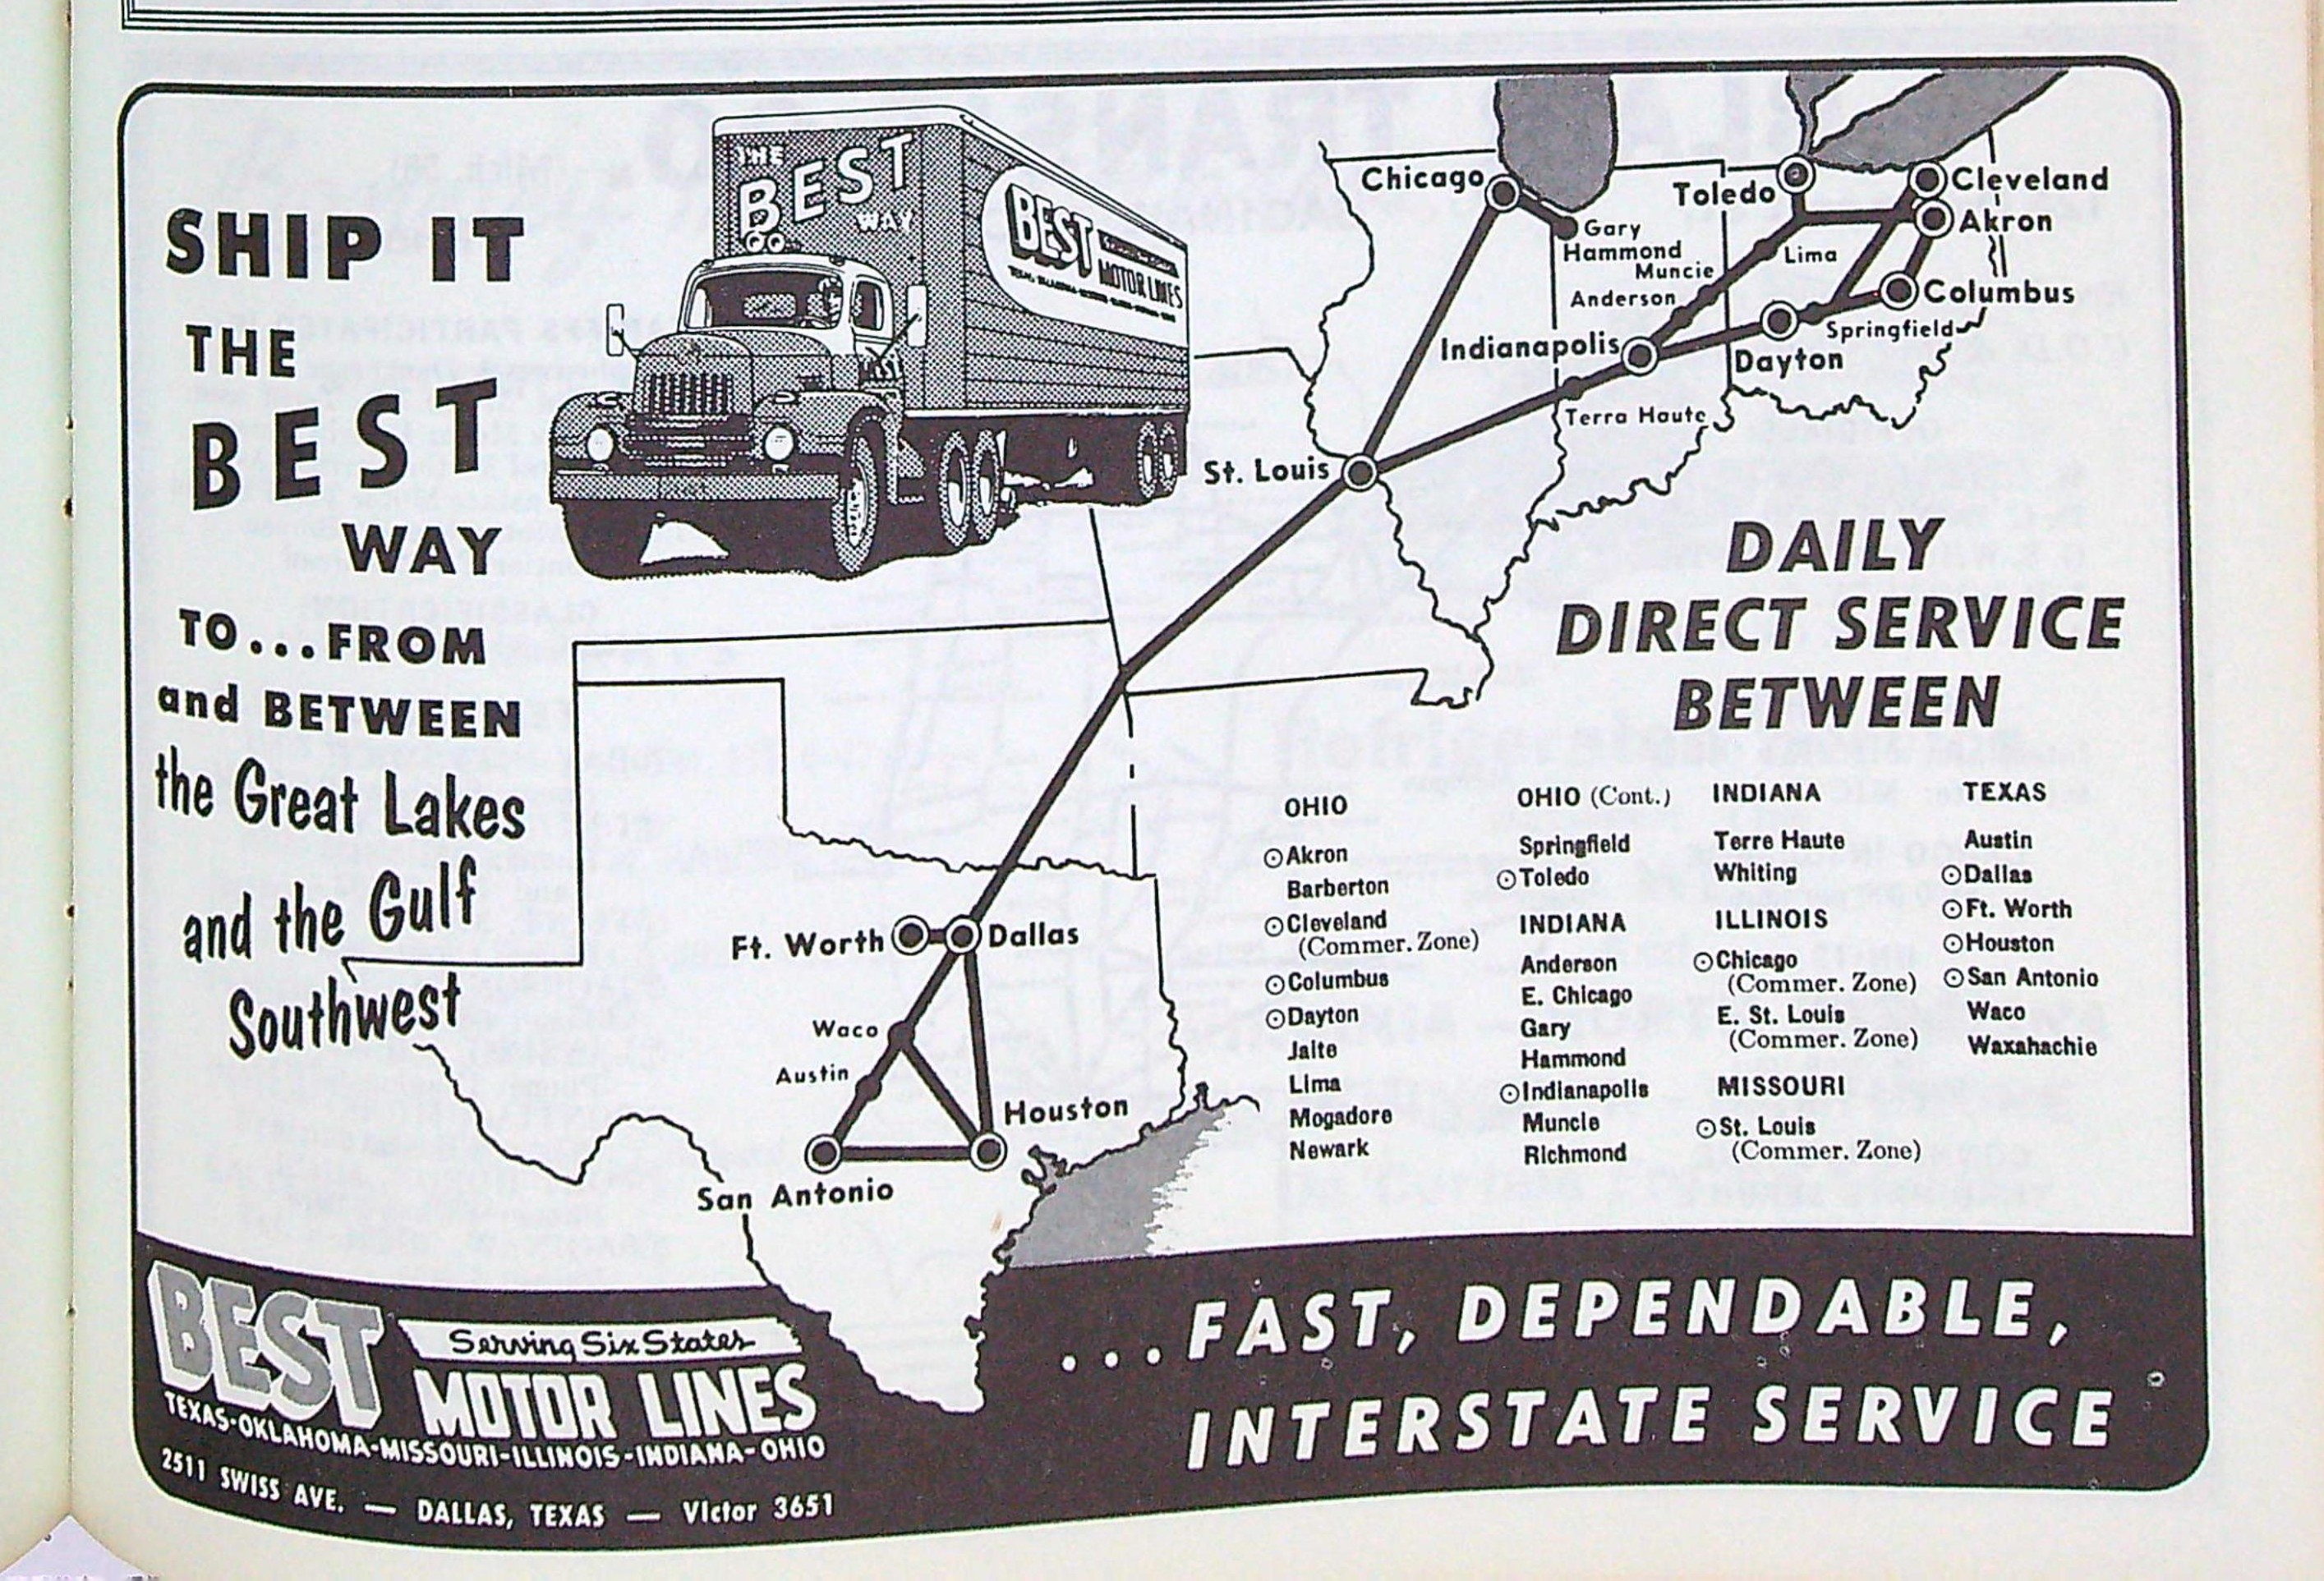 SHIP IT
THE
BEST
WAY
TO...FROM
and BETWEEN
the Great Lakes
and the Gulf
Southwest
THE
BEST
WAY
BEST
MOTOR LINES
Chicago
Gary
Hammond
Muncie
Anderson
Indianapolis
Terra Haute
St. Louis
Toledo
Lima
Cleveland
Akron
Columbus
Springfield
Dayton
Ft. Worth
Dallas
Waco
Austin
Houston
San Antonio
DAILY
DIRECT SERVICE
BETWEEN
OHIO
⊙Akron
Barberton
⊙Cleveland
(Commer. Zone)
⊙Columbus
⊙Dayton
Jaite
Lima
Mogadore
Newark
OHIO (Cont.)
Springfield
⊙Toledo
INDIANA
Anderson
E. Chicago
Gary
Hammond
⊙Indianapolis
Muncie
Richmond
INDIANA
Terre Haute
Whiting
ILLINOIS
⊙Chicago
(Commer. Zone)
E. St. Louis
(Commer. Zone)
MISSOURI
⊙St. Louis
(Commer. Zone)
TEXAS
Austin
⊙Dallas
⊙Ft. Worth
⊙Houston
⊙San Antonio
Waco
Waxahachie
BEST
Serving Six States
MOTOR LINES
TEXAS-OKLAHOMA-MISSOURI-ILLINOIS-INDIANA-OHIO
2511 SWISS AVE. — DALLAS, TEXAS — VIctor 3651
...FAST, DEPENDABLE,
INTERSTATE SERVICE